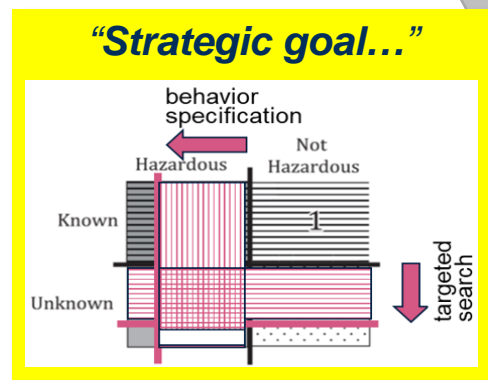 “Strategic goal…”
behavior
specification
Not
Hazardous
Hazardous
Known
1
Unknown
targeted
search